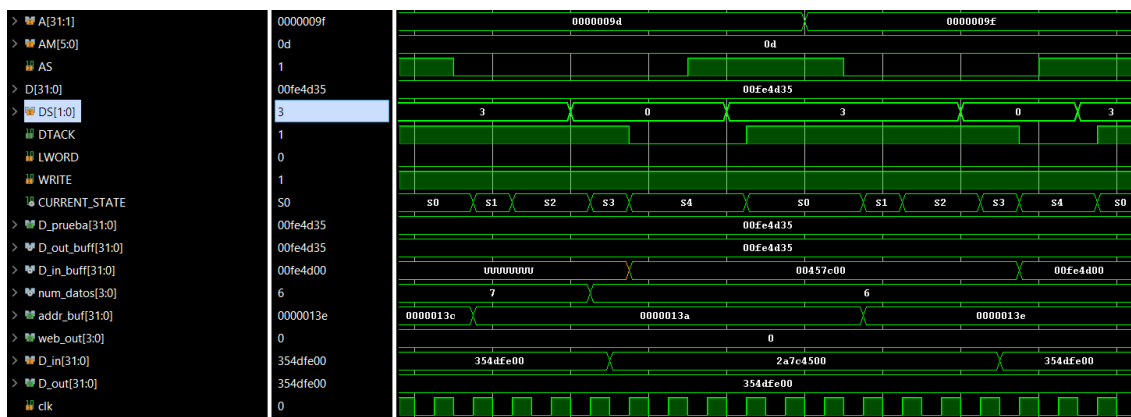 A[31:1] 0000009f 0000009d 0000009f
AM[5:0] 0d 0d
AS 1
D[31:0] 00fe4d35 00fe4d35
DS[1:0] 3 3 0 3 0 3
DTACK 1
LWORD 0
WRITE 1
CURRENT_STATE S0 S0 S1 S2 S3 S4 S0 S1 S2 S3 S4 S0
D_prueba[31:0] 00fe4d35 00fe4d35
D_out_buff[31:0] 00fe4d35 00fe4d35
D_in_buff[31:0] 00fe4d00 UUUUUUUU 00457c00 00fe4d00
num_datos[3:0] 6 7 6
addr_buf[31:0] 0000013e 0000013c 0000013a 0000013e
web_out[3:0] 0 0
D_in[31:0] 354dfe00 354dfe00 2a7c4500 354dfe00
D_out[31:0] 354dfe00 354dfe00
clk 0